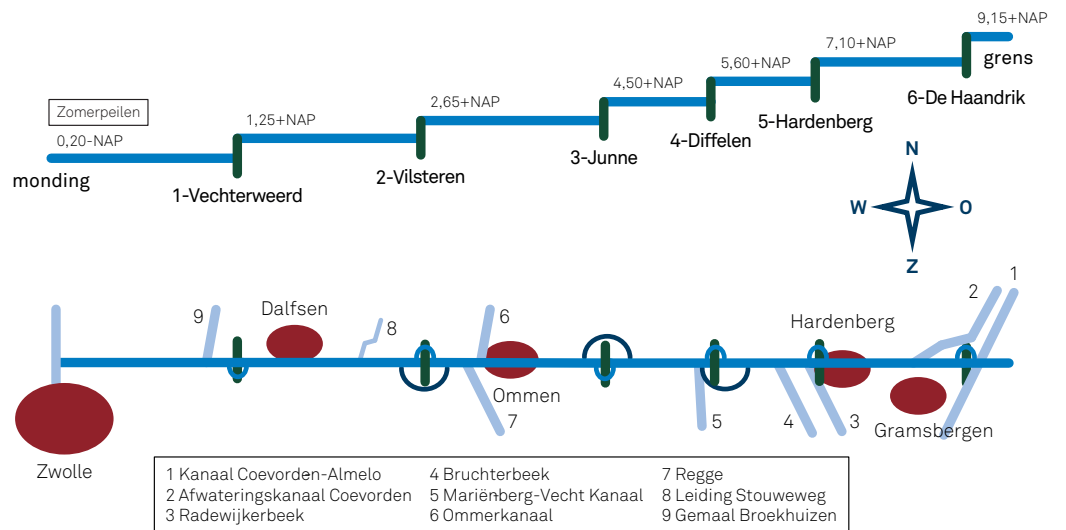 9,15+NAP
grens
7,10+NAP
6-De Haandrik
5,60+NAP
5-Hardenberg
4,50+NAP
4-Diffelen
2,65+NAP
3-Junne
Zomerpeilen
1,25+NAP
2-Vilsteren
0,20-NAP
monding
1-Vechterweerd
N
W O
Z
1
2
Dalfsen
9
8
6
Hardenberg
Ommen
7
5
4
3
Gramsbergen
Zwolle
1 Kanaal Coevorden-Almelo
2 Afwateringskanaal Coevorden
3 Radewijkerbeek
4 Bruchterbeek
5 Mariënberg-Vecht Kanaal
6 Ommerkanaal
7 Regge
8 Leiding Stouweweg
9 Gemaal Broekhuizen